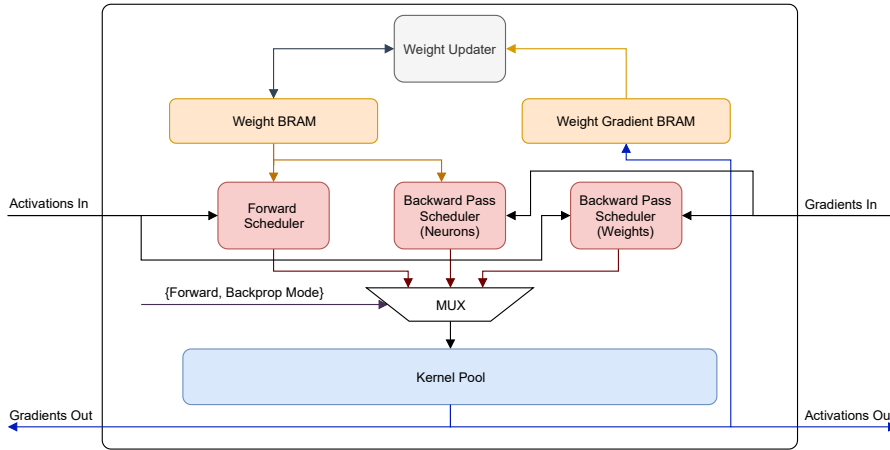 Weight Updater
Weight BRAM
Weight Gradient BRAM
Activations In
Forward
Scheduler
Backward Pass
Scheduler
(Neurons)
Backward Pass
Scheduler
(Weights)
Gradients In
{Forward, Backprop Mode}
MUX
Kernel Pool
Gradients Out
Activations Ou